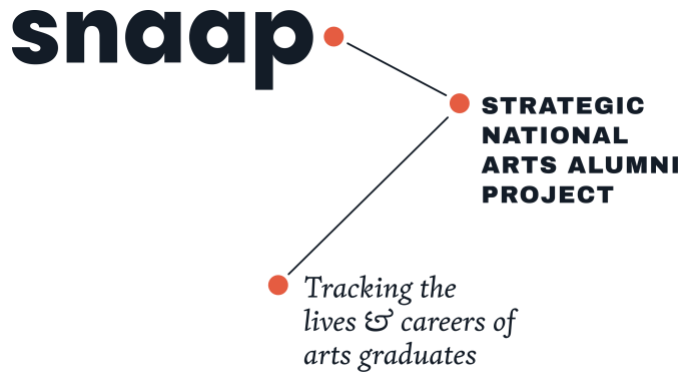 snaap
STRATEGIC
NATIONAL
ARTS ALUMNI
PROJECT
Tracking the
lives & careers of
arts graduates